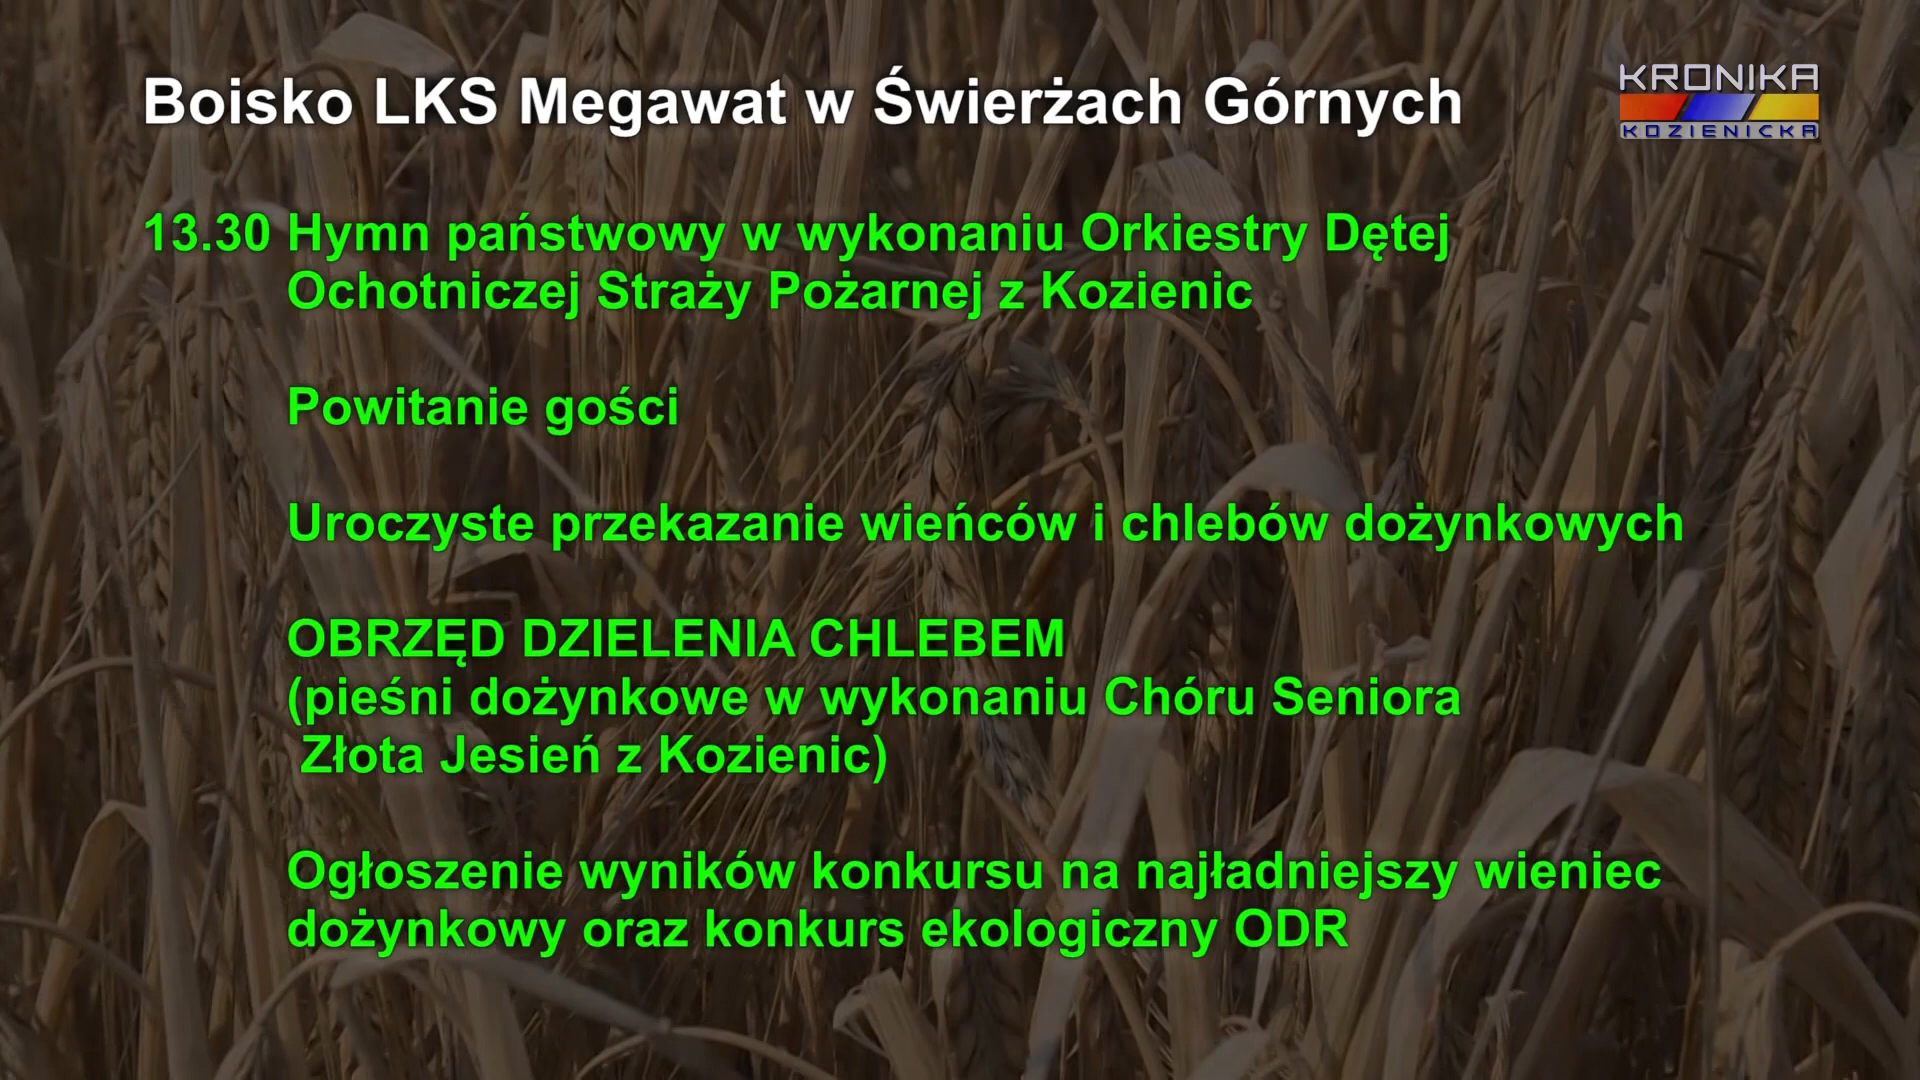 Boisko LKS Megawat w Świerżach Górnych
KRONIKA
KOZIENICKA
13.30 Hymn państwowy w wykonaniu Orkiestry Dętej
Ochotniczej Straży Pożarnej z Kozienic
Powitanie gości
Uroczyste przekazanie wieńców i chlebów dożynkowych
OBRZĘD DZIELENIA CHLEBEM
(pieśni dożynkowe w wykonaniu Chóru Seniora
Złota Jesień z Kozienic)
Ogłoszenie wyników konkursu na najładniejszy wieniec
dożynkowy oraz konkurs ekologiczny ODR